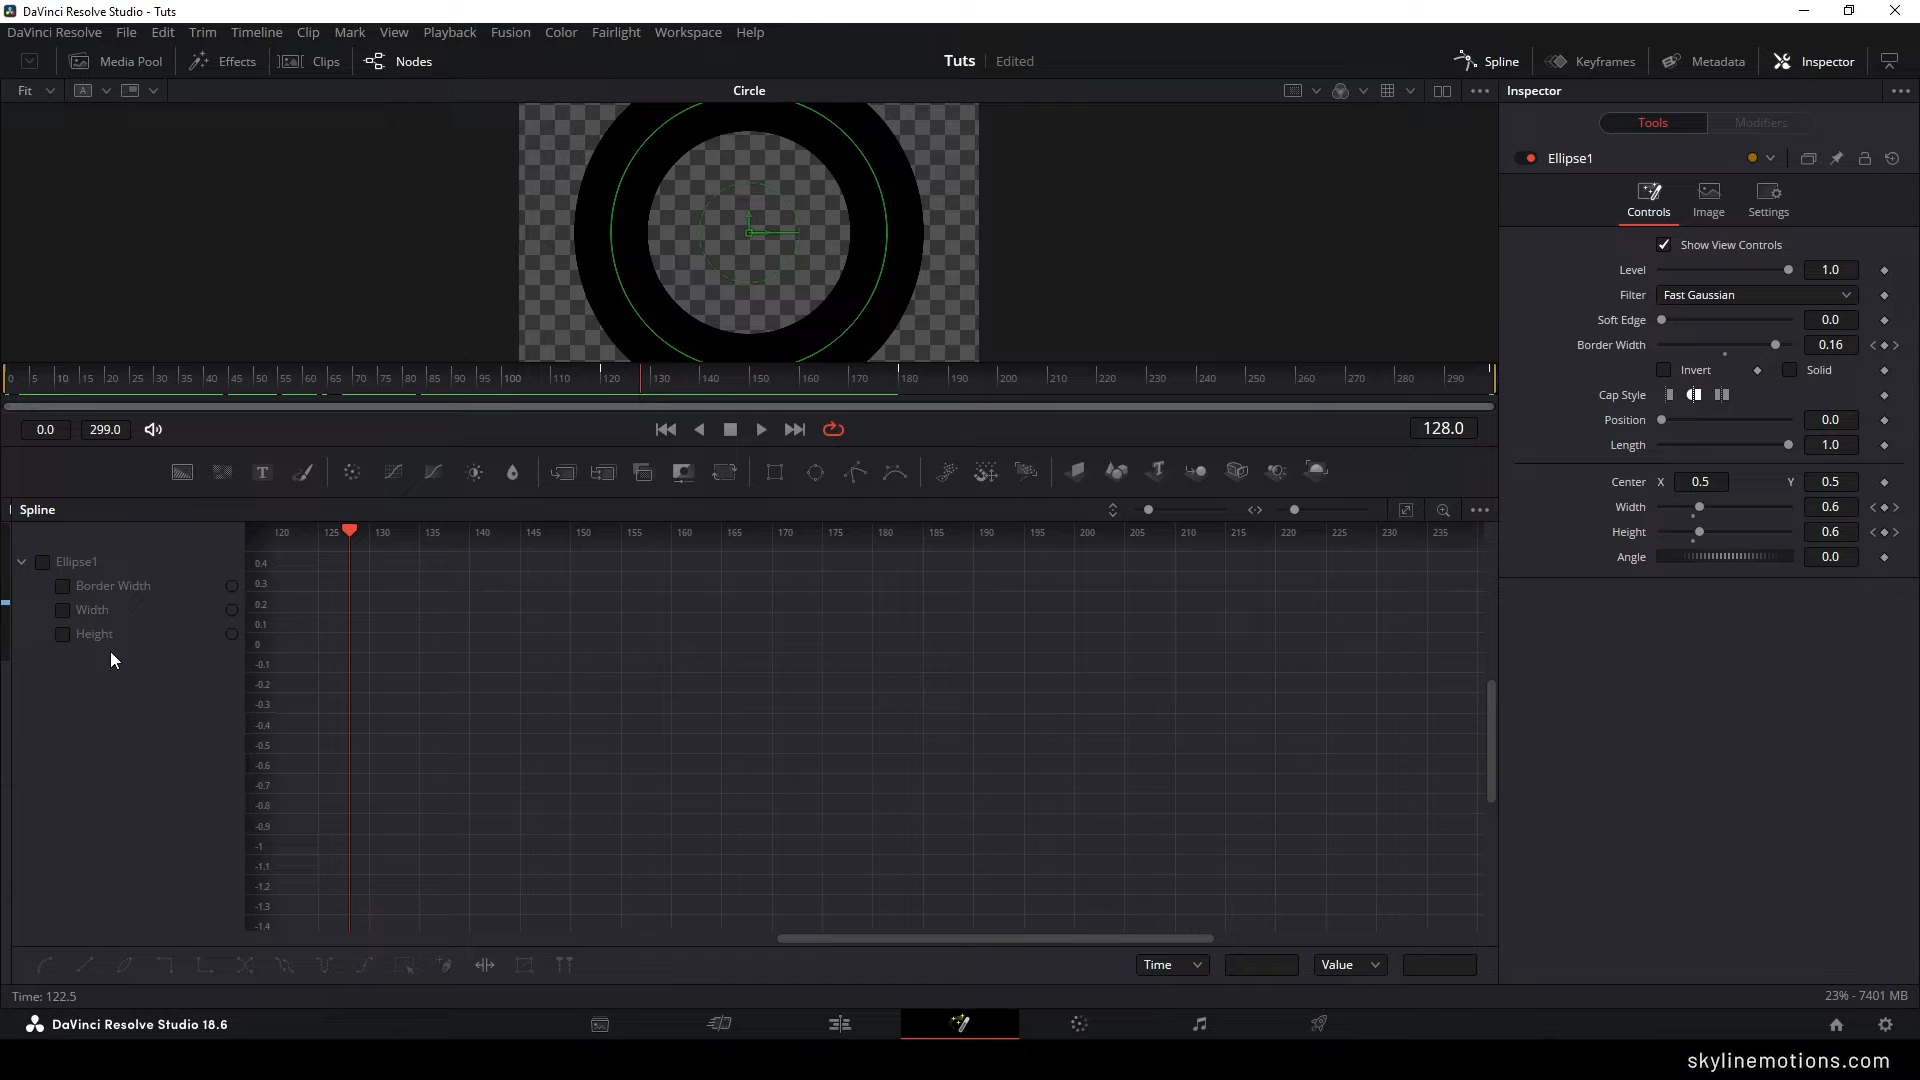 DaVinci Resolve Studio - Tuts
DaVinci Resolve File Edit Trim Timeline Clip Mark View Playback Fusion Color Fairlight Workspace Help
Media Pool Effects Clips Nodes Tuts Edited Spline Keyframes Metadata Inspector
Fit A Circle Inspector
Tools Modifiers
Ellipse1
Controls Image Settings
Show View Controls
Level 1.0
Filter Fast Gaussian
Soft Edge 0.0
Border Width 0.16
Invert Solid
Cap Style
Position 0.0
Length 1.0
Center X 0.5 Y 0.5
Width 0.6
Height 0.6
Angle 0.0
0 5 10 15 20 25 30 35 40 45 50 55 60 65 70 75 80 85 90 95 100 110 120 130 140 150 160 170 180 190 200 210 220 230 240 250 260 270 280 290
0.0 299.0 128.0
T
Spline
120 125 130 135 140 145 150 155 160 165 170 175 180 185 190 195 200 205 210 215 220 225 230 235
Ellipse1
Border Width
Width
Height
0.4
0.3
0.2
0.1
0
-0.1
-0.2
-0.3
-0.4
-0.5
-0.6
-0.7
-0.8
-0.9
-1
-1.1
-1.2
-1.3
-1.4
Time Value
Time: 122.5 23% - 7401 MB
DaVinci Resolve Studio 18.6
skylinemotions.com